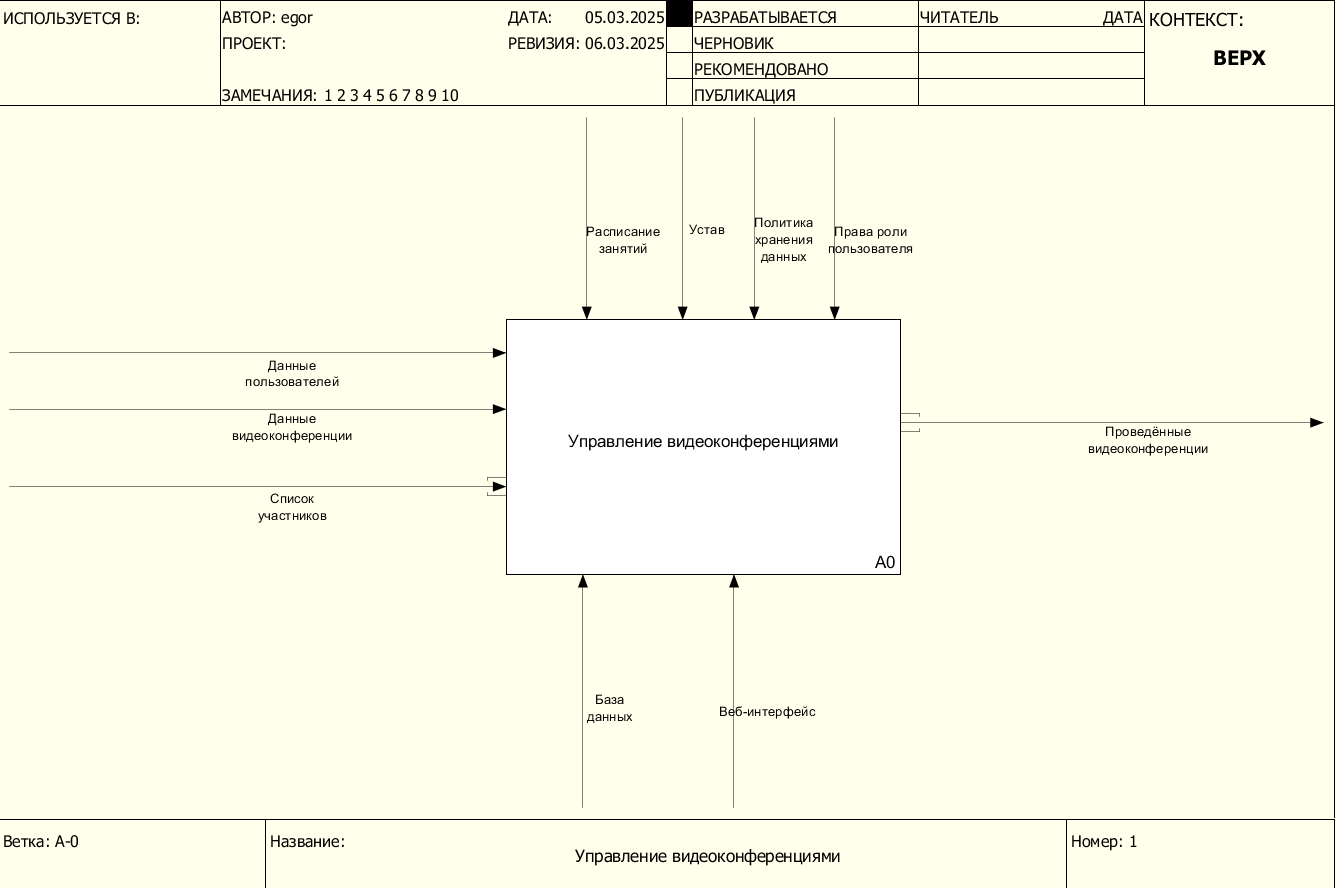 ИСПОЛЬЗУЕТСЯ В:
АВТОР: egor
ДАТА: 05.03.2025
РАЗРАБАТЫВАЕТСЯ
ЧИТАТЕЛЬ
ДАТА
КОНТЕКСТ:
ПРОЕКТ:
РЕВИЗИЯ: 06.03.2025
ЧЕРНОВИК
ВЕРХ
РЕКОМЕНДОВАНО
ЗАМЕЧАНИЯ: 1 2 3 4 5 6 7 8 9 10
ПУБЛИКАЦИЯ
Расписание
занятий
Устав
Политика
хранения
данных
Права роли
пользователя
Данные
пользователей
Данные
видеоконференции
Список
участников
Управление видеоконференциями
A0
Проведённые
видеоконференции
База
данных
Веб-интерфейс
Ветка: A-0
Название:
Управление видеоконференциями
Номер: 1